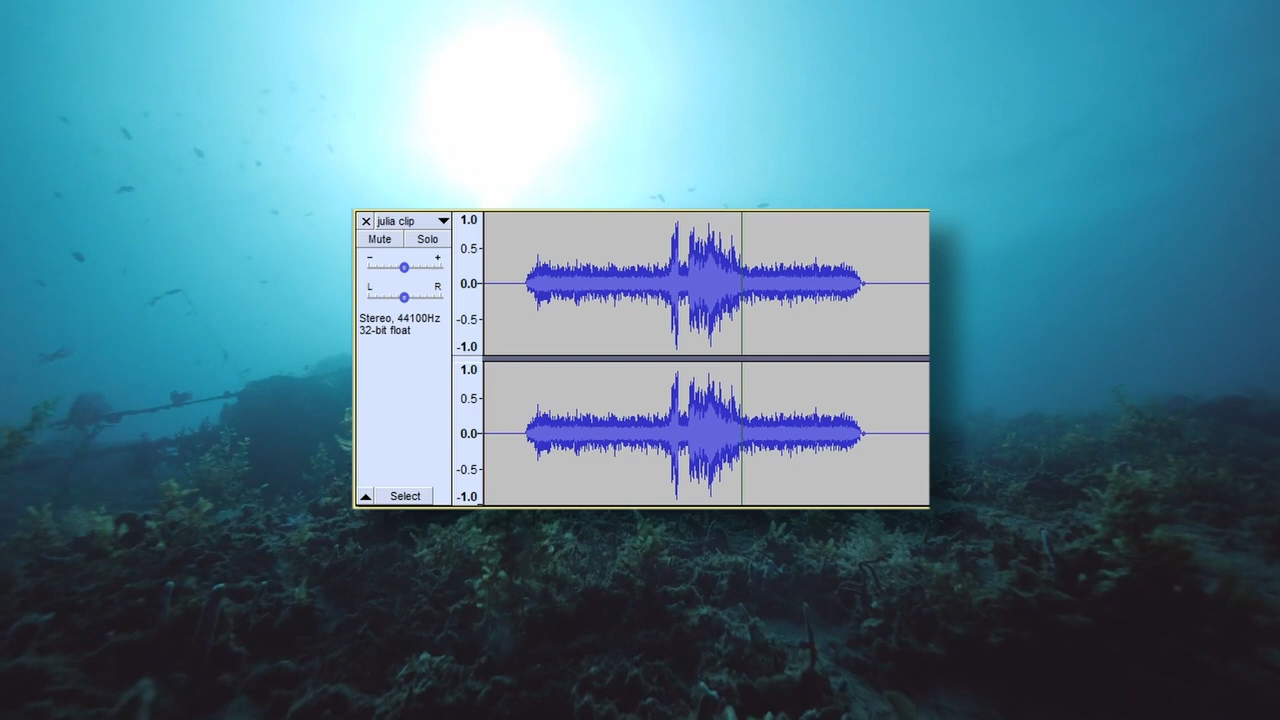 julia clip
Mute Solo
- +
L R
Stereo, 44100Hz
32-bit float
Select
1.0
0.5-
0.0-
-0.5-
-1.0
1.0
0.5-
0.0-
-0.5-
-1.0